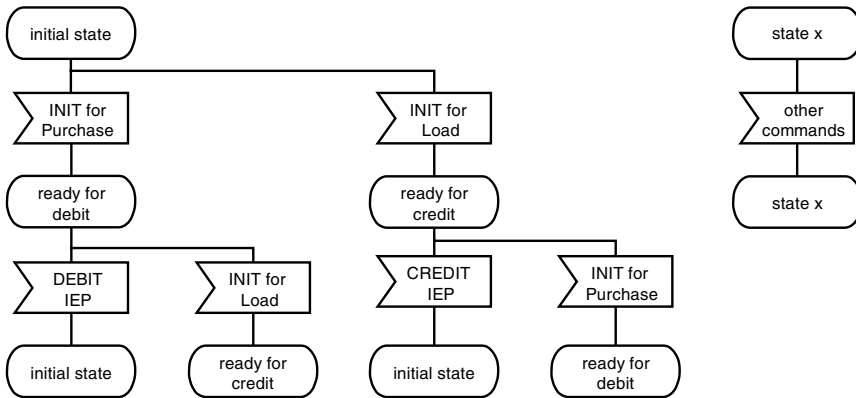 initial state
state x
INIT for
Purchase
INIT for
Load
other
commands
ready for
debit
ready for
credit
state x
DEBIT
IEP
INIT for
Load
CREDIT
IEP
INIT for
Purchase
initial state
ready for
credit
initial state
ready for
debit